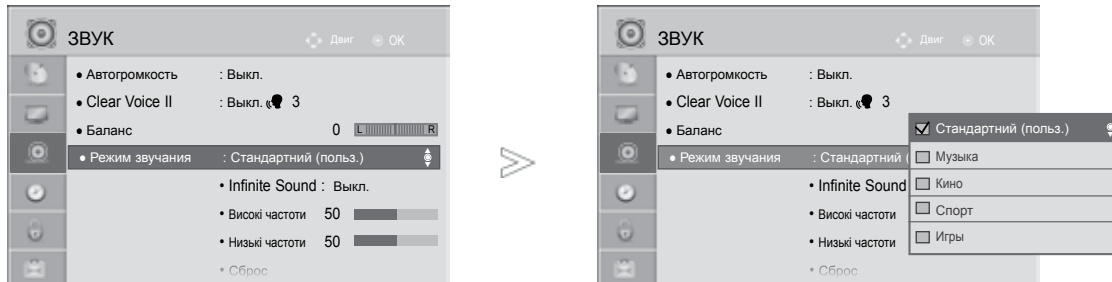 ЗВУК
Двиг OK
• Автогромкость : Выкл.
• Clear Voice II : Выкл. 3
• Баланс 0 L R
• Режим звучания : Стандартний (польз.)
• Infinite Sound : Выкл.
• Високі частоти 50
• Низькі частоти 50
• Сброс
ЗВУК
Двиг OK
• Автогромкость : Выкл.
• Clear Voice II : Выкл. 3
• Баланс
• Режим звучания : Стандартний (
• Infinite Sound
• Високі частоти
• Низькі частоти
• Сброс
Стандартний (польз.)
Музыка
Кино
Спорт
Игры